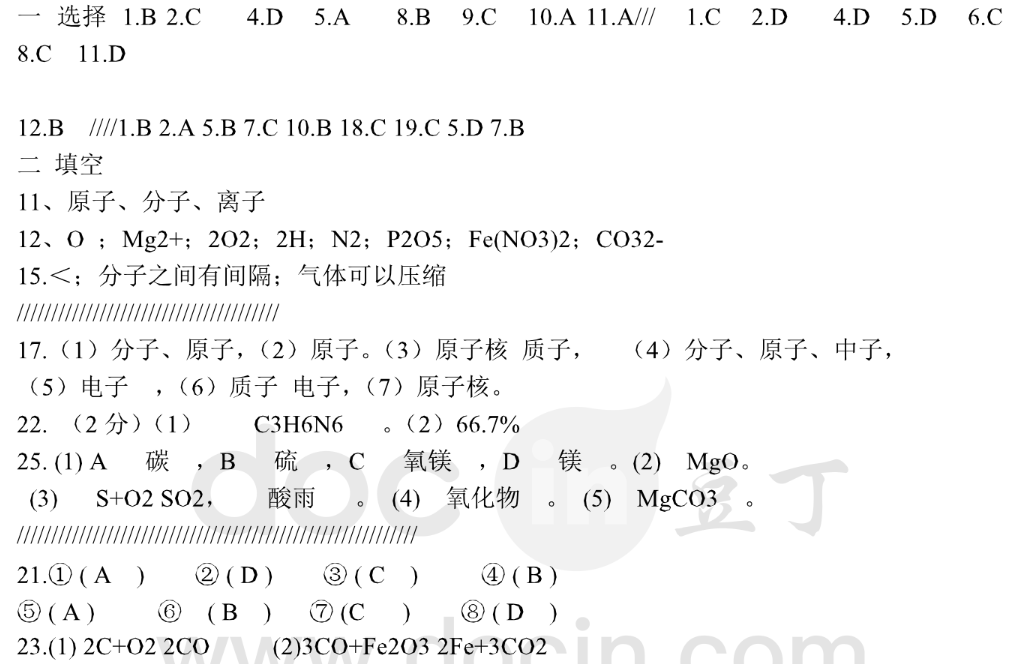 一 选择 1.B 2.C 4.D 5.A 8.B 9.C 10.A 11.A/// 1.C 2.D 4.D 5.D 6.C
8.C 11.D
12.B ////1.B 2.A 5.B 7.C 10.B 18.C 19.C 5.D 7.B
二 填空
11、原子、分子、离子
12、O ；Mg2+；2O2；2H；N2；P2O5；Fe(NO3)2；CO32-
15.＜；分子之间有间隔；气体可以压缩
/////////////////////////////////////
17.（1）分子、原子，（2）原子。（3）原子核 质子， （4）分子、原子、中子，
（5）电子 ，（6）质子 电子，（7）原子核。
22. （2 分）（1） C3H6N6 。（2）66.7%
25. (1) A 碳 ，B 硫 ，C 氧镁 ，D 镁 。(2) MgO。
(3) S+O2 SO2， 酸雨 。 (4) 氧化物 。 (5) MgCO3 。
/////////////////////////////////////////////////////////
21.① ( A ) ② ( D ) ③ ( C ) ④ ( B )
⑤ ( A ) ⑥ ( B ) ⑦ (C ) ⑧ ( D )
23.(1) 2C+O2 2CO (2)3CO+Fe2O3 2Fe+3CO2
docin 豆丁
www.docin.com